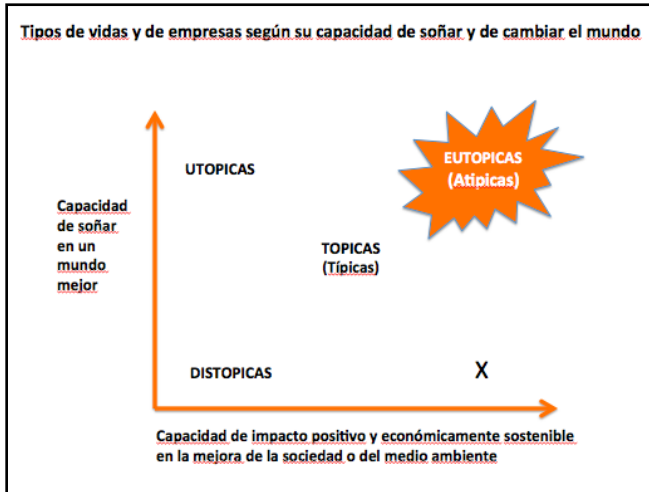 Tipos de vidas y de empresas según su capacidad de soñar y de cambiar el mundo
UTOPICAS
EUTOPICAS
(Atípicas)
Capacidad
de soñar
en un
mundo
mejor
TOPICAS
(Típicas)
DISTOPICAS
X
Capacidad de impacto positivo y económicamente sostenible
en la mejora de la sociedad o del medio ambiente